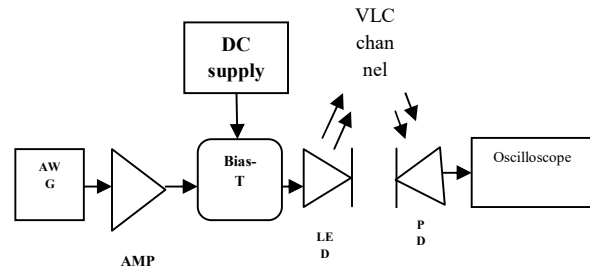 VLC
chan
nel
DC
supply
AW
G
Bias-
T
Oscilloscope
LE
D
P
D
AMP